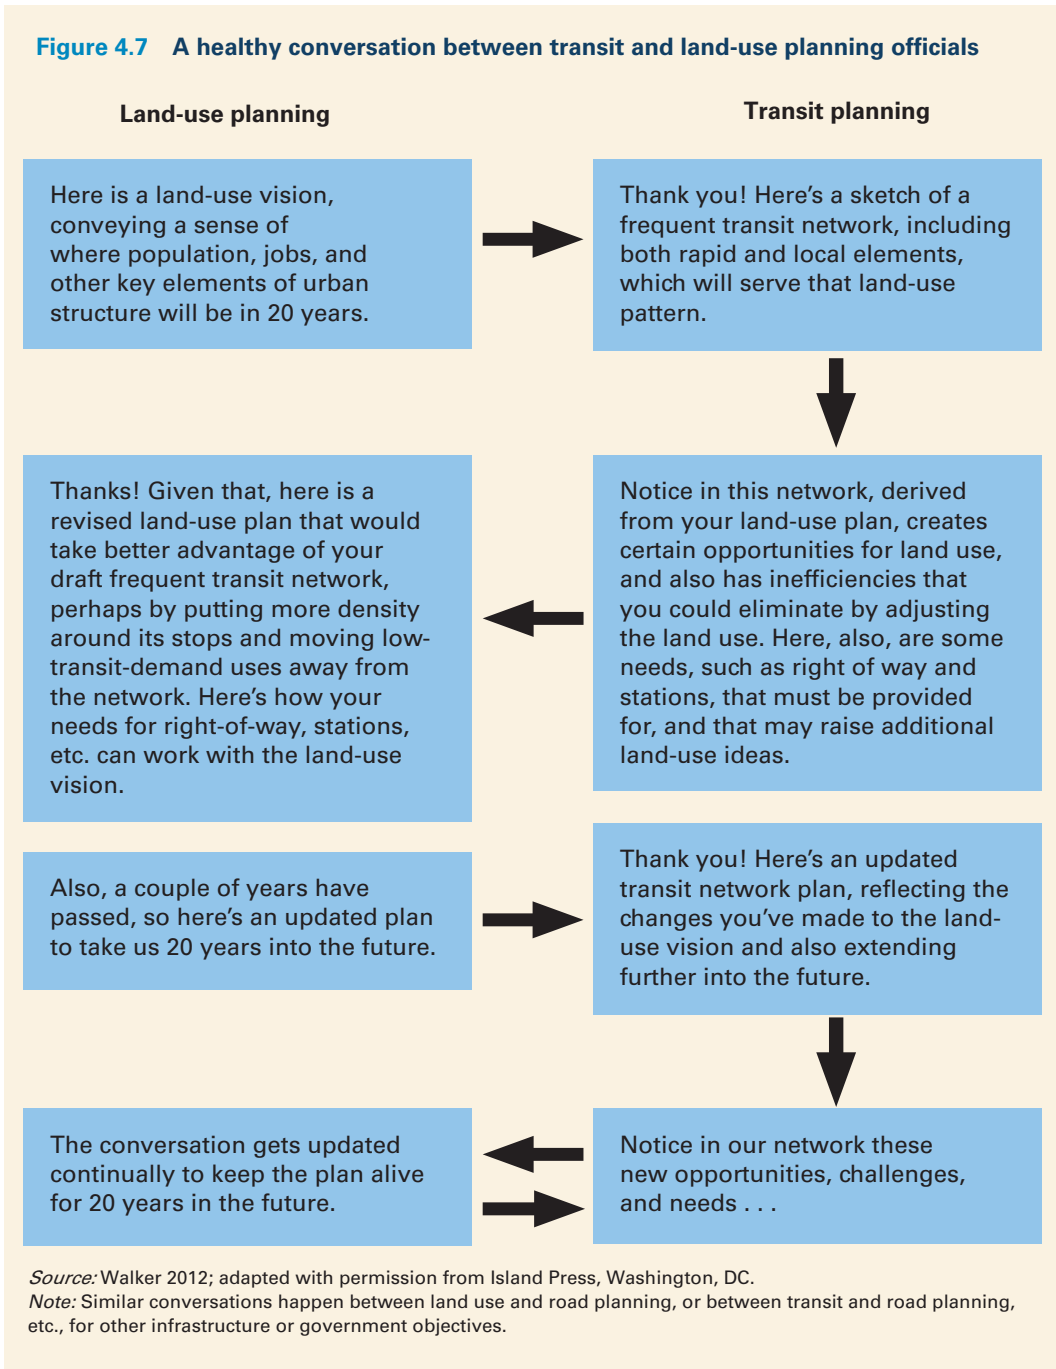 Figure 4.7 A healthy conversation between transit and land-use planning officials
Land-use planning
Transit planning
Here is a land-use vision,
conveying a sense of
where population, jobs, and
other key elements of urban
structure will be in 20 years.
Thank you! Here’s a sketch of a
frequent transit network, including
both rapid and local elements,
which will serve that land-use
pattern.
Notice in this network, derived
from your land-use plan, creates
certain opportunities for land use,
and also has inefficiencies that
you could eliminate by adjusting
the land use. Here, also, are some
needs, such as right of way and
stations, that must be provided
for, and that may raise additional
land-use ideas.
Thanks! Given that, here is a
revised land-use plan that would
take better advantage of your
draft frequent transit network,
perhaps by putting more density
around its stops and moving low-
transit-demand uses away from
the network. Here’s how your
needs for right-of-way, stations,
etc. can work with the land-use
vision.
Also, a couple of years have
passed, so here’s an updated plan
to take us 20 years into the future.
Thank you! Here’s an updated
transit network plan, reflecting the
changes you’ve made to the land-
use vision and also extending
further into the future.
Notice in our network these
new opportunities, challenges,
and needs . . .
The conversation gets updated
continually to keep the plan alive
for 20 years in the future.
Source: Walker 2012; adapted with permission from Island Press, Washington, DC.
Note: Similar conversations happen between land use and road planning, or between transit and road planning,
etc., for other infrastructure or government objectives.